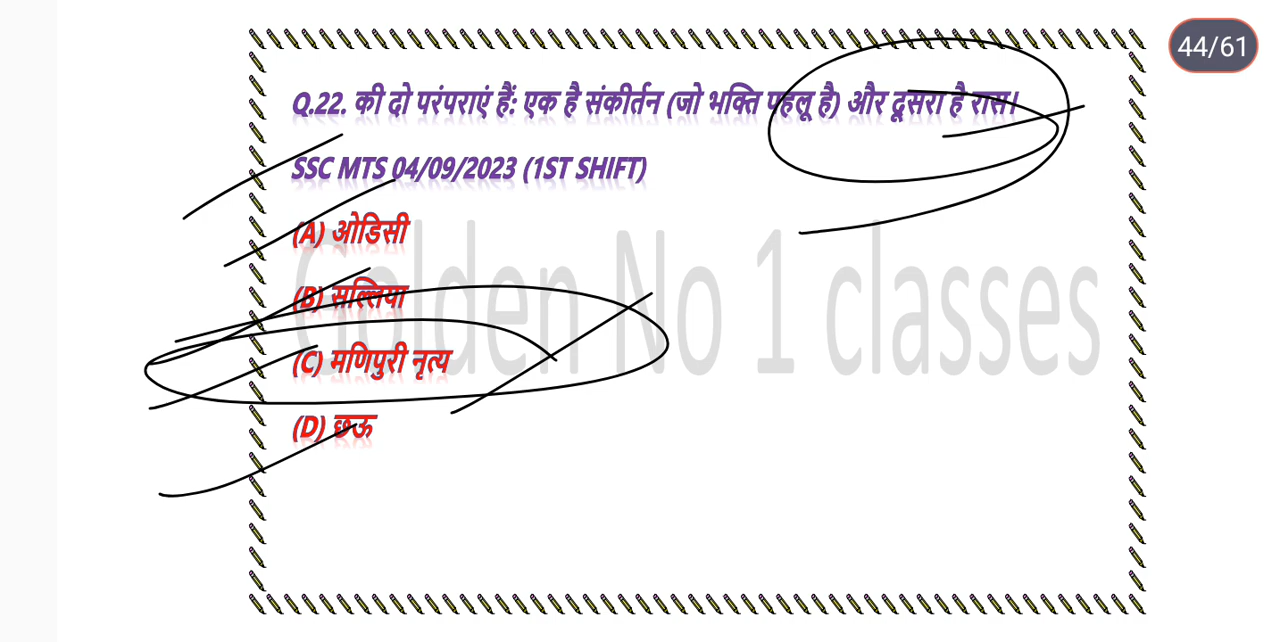 44/61
Q.22. की दो परंपराएं हैं: एक है संकीर्तन (जो भक्ति पहलू है) और दूसरा है रास।
SSC MTS 04/09/2023 (1ST SHIFT)
(A) ओडिसी
(B) सल्लिया
(C) मणिपुरी नृत्य
(D) छऊ
Golden No 1 classes